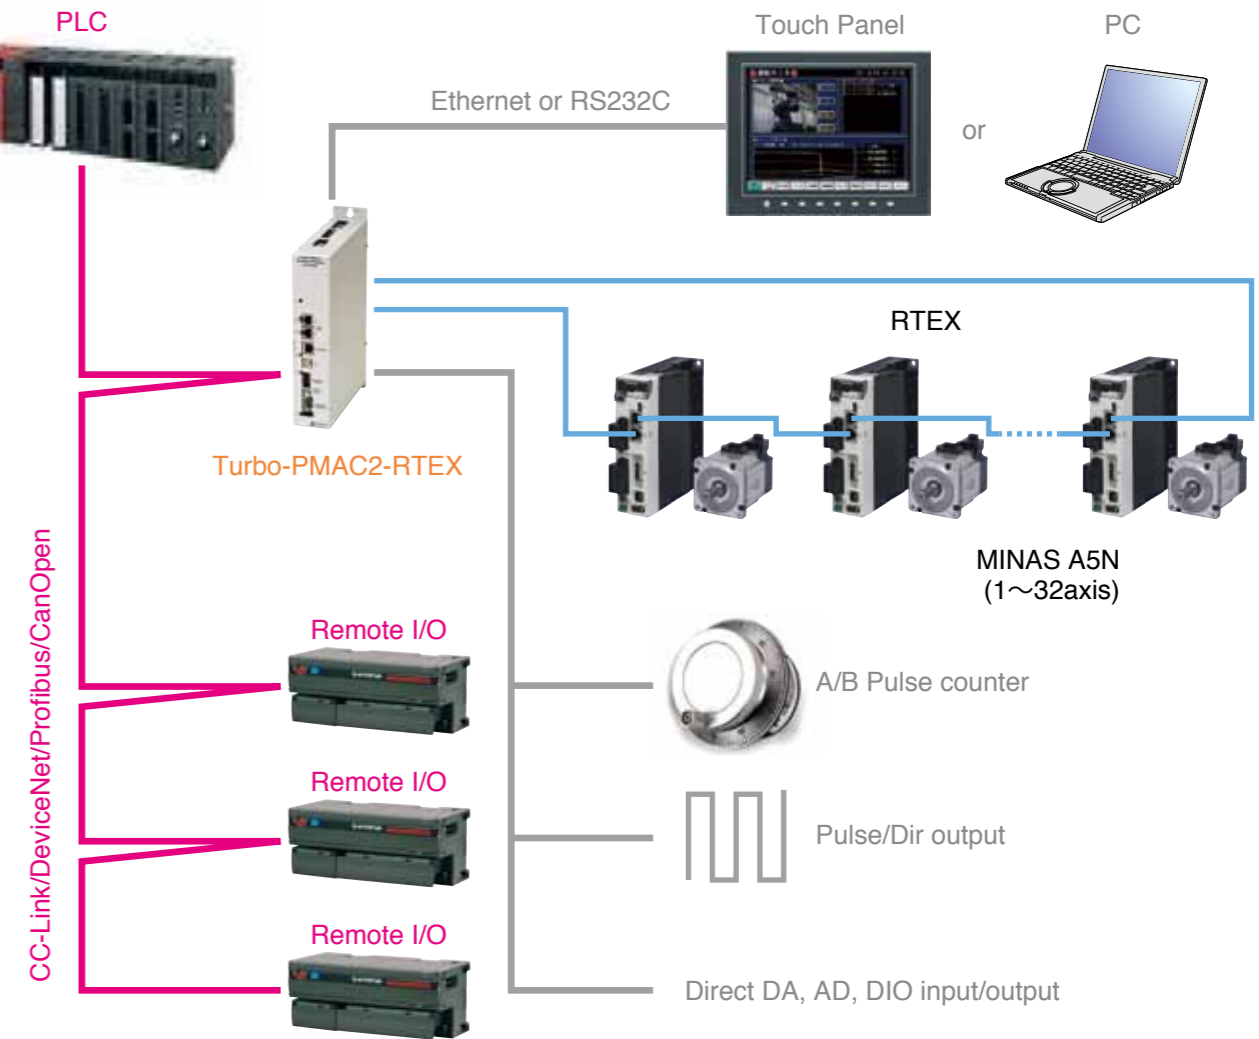 PLC
Touch Panel
PC
Ethernet or RS232C
or
RTEX
Turbo-PMAC2-RTEX
MINAS A5N
(1～32axis)
CC-Link/DeviceNet/Profibus/CanOpen
Remote I/O
A/B Pulse counter
Remote I/O
Pulse/Dir output
Remote I/O
Direct DA, AD, DIO input/output